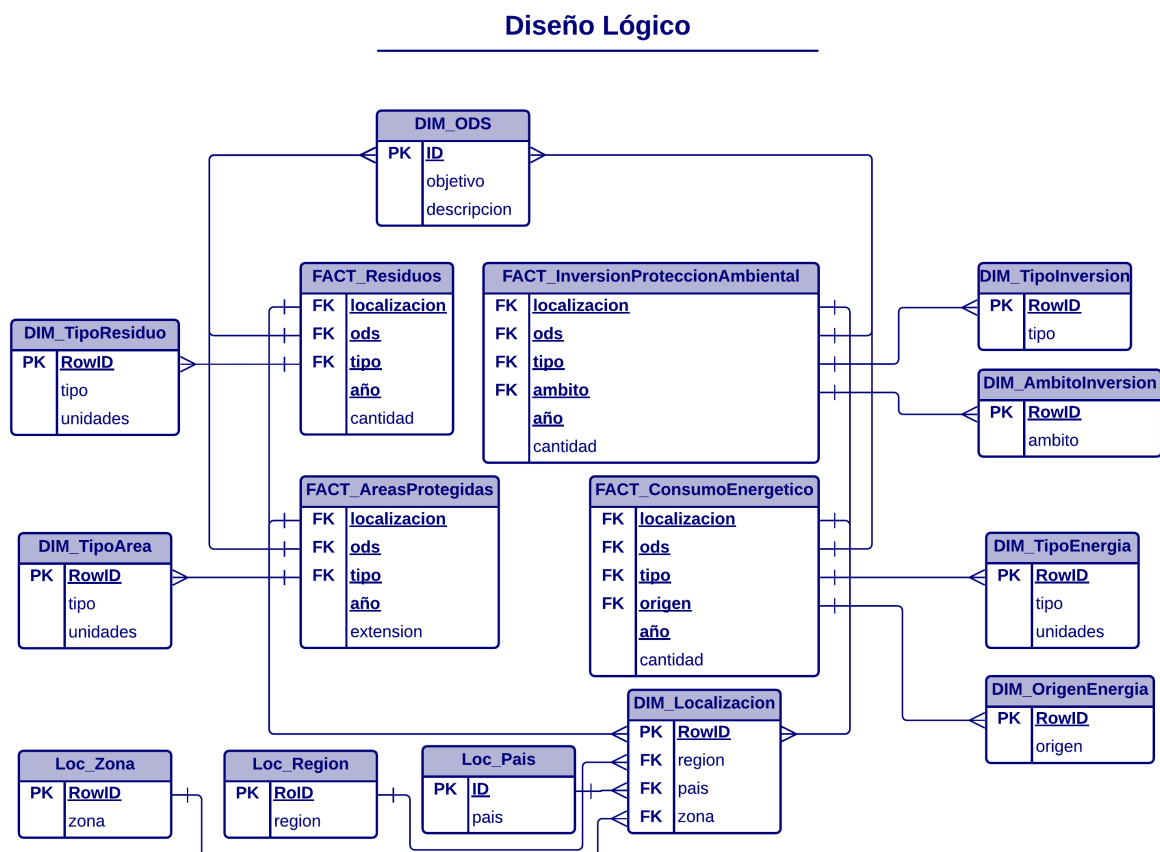 Diseño Lógico
DIM_ODS
PK ID
objetivo
descripcion
FACT_Residuos
FK localizacion
FK ods
FK tipo
año
cantidad
FACT_InversionProteccionAmbiental
FK localizacion
FK ods
FK tipo
FK ambito
año
cantidad
DIM_TipoInversion
PK RowID
tipo
DIM_TipoResiduo
PK RowID
tipo
unidades
DIM_AmbitoInversion
PK RowID
ambito
FACT_AreasProtegidas
FK localizacion
FK ods
FK tipo
año
extension
FACT_ConsumoEnergetico
FK localizacion
FK ods
FK tipo
FK origen
año
cantidad
DIM_TipoArea
PK RowID
tipo
unidades
DIM_TipoEnergia
PK RowID
tipo
unidades
DIM_OrigenEnergia
PK RowID
origen
DIM_Localizacion
PK RowID
FK region
FK pais
FK zona
Loc_Zona
PK RowID
zona
Loc_Region
PK RoID
region
Loc_Pais
PK ID
pais